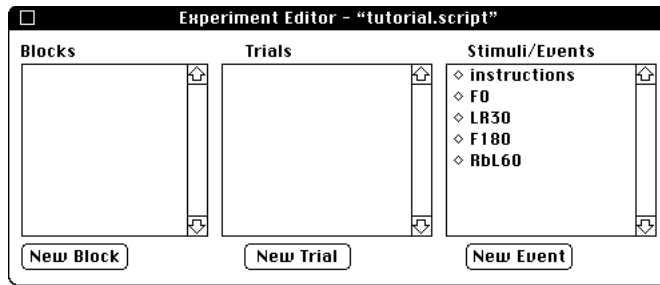 Experiment Editor - "tutorial.script"
Blocks Trials Stimuli/Events
instructions
F0
LR30
F180
RbL60
New Block New Trial New Event